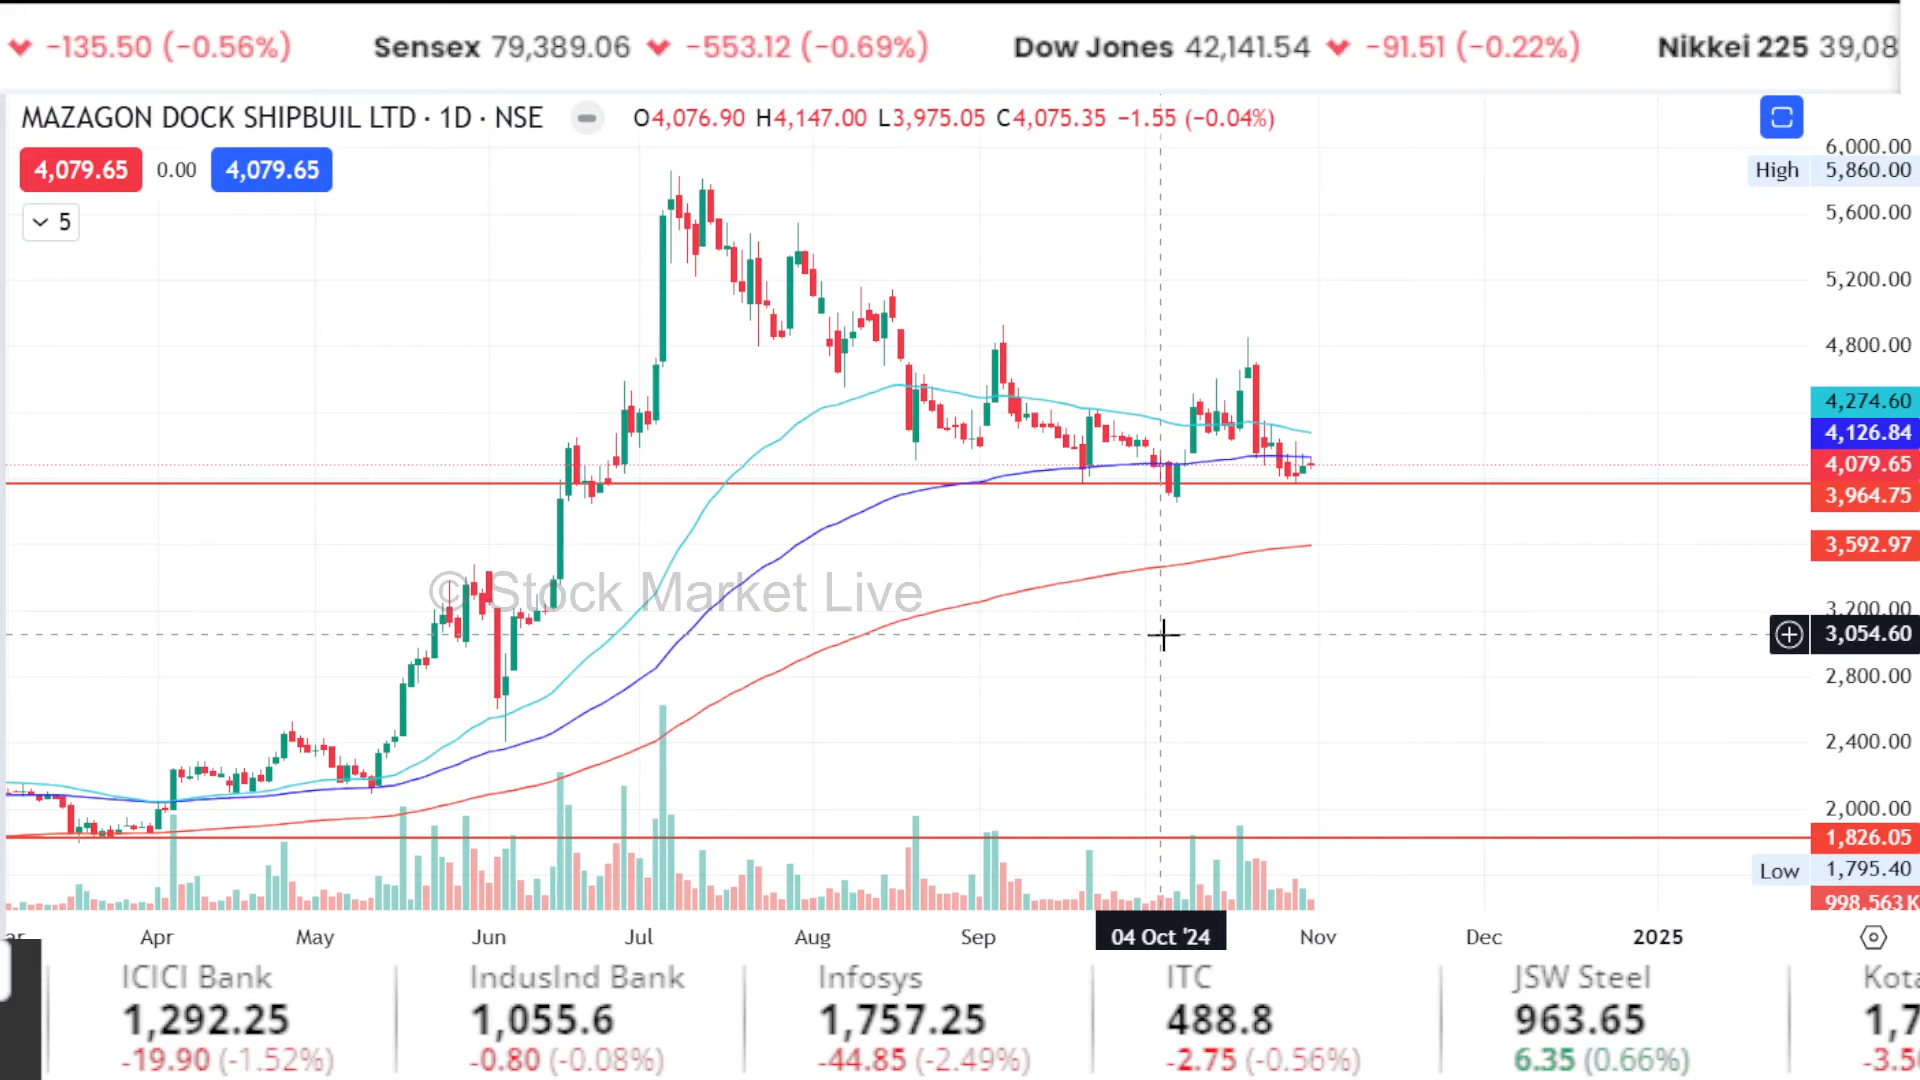 -135.50 (-0.56%) Sensex 79,389.06 -553.12 (-0.69%) Dow Jones 42,141.54 -91.51 (-0.22%) Nikkei 225 39,08
MAZAGON DOCK SHIPBUIL LTD · 1D · NSE O4,076.90 H4,147.00 L3,975.05 C4,075.35 −1.55 (−0.04%)
4,079.65 0.00 4,079.65
5
6,000.00
High 5,860.00
5,600.00
5,200.00
4,800.00
4,274.60
4,126.84
4,079.65
3,964.75
3,592.97
© Stock Market Live
3,200.00
3,054.60
2,800.00
2,400.00
2,000.00
1,826.05
Low 1,795.40
998.563K
Apr May Jun Jul Aug Sep 04 Oct '24 Nov Dec 2025
ICICI Bank IndusInd Bank Infosys ITC JSW Steel Kota
1,292.25 1,055.6 1,757.25 488.8 963.65 1,7
-19.90 (-1.52%) -0.80 (-0.08%) -44.85 (-2.49%) -2.75 (-0.56%) 6.35 (0.66%) -3.5